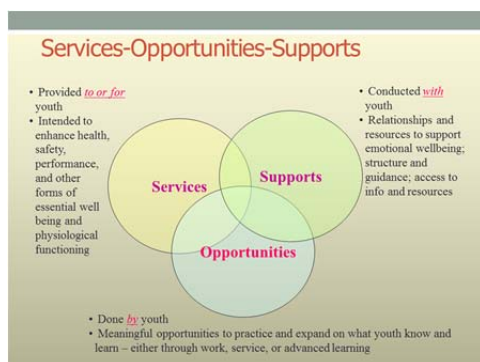 Services-Opportunities-Supports
• Provided to or for
youth
• Intended to
enhance health,
safety,
performance,
and other
forms of
essential well
being and
physiological
functioning
• Conducted with
youth
• Relationships and
resources to support
emotional wellbeing;
structure and
guidance; access to
info and resources
Services
Supports
Opportunities
• Done by youth
• Meaningful opportunities to practice and expand on what youth know and
learn – either through work, service, or advanced learning